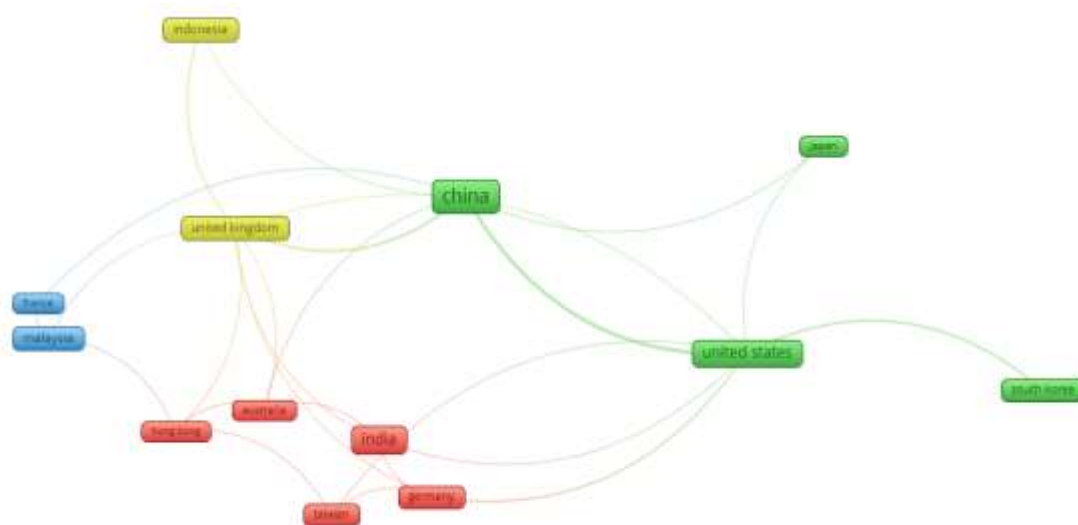 indonesia
japan
china
united kingdom
france
malaysia
united states
south korea
australia
hong kong
india
germany
taiwan